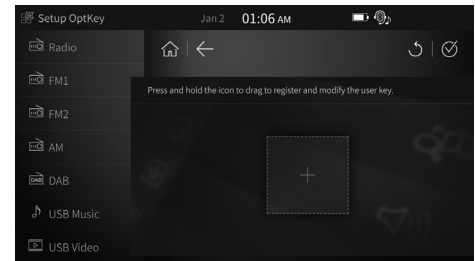 Setup OptKey
Jan 2
01:06 AM
Radio
FM1
Press and hold the icon to drag to register and modify the user key.
FM2
AM
DAB
DAB
USB Music
USB Video